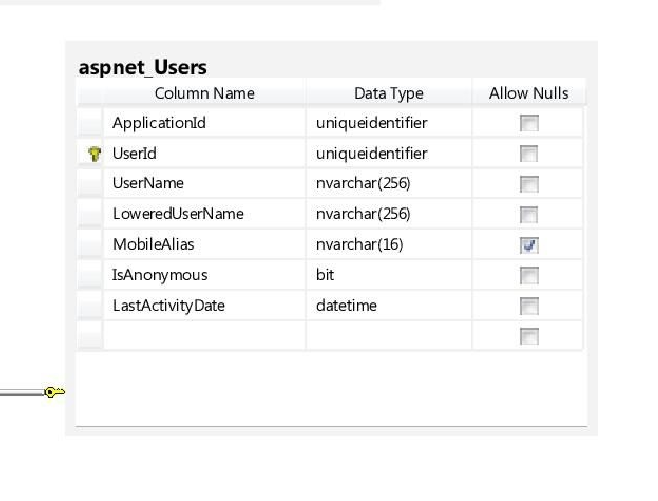 aspnet_Users
Column Name Data Type Allow Nulls
ApplicationId uniqueidentifier
UserId uniqueidentifier
UserName nvarchar(256)
LoweredUserName nvarchar(256)
MobileAlias nvarchar(16)
IsAnonymous bit
LastActivityDate datetime